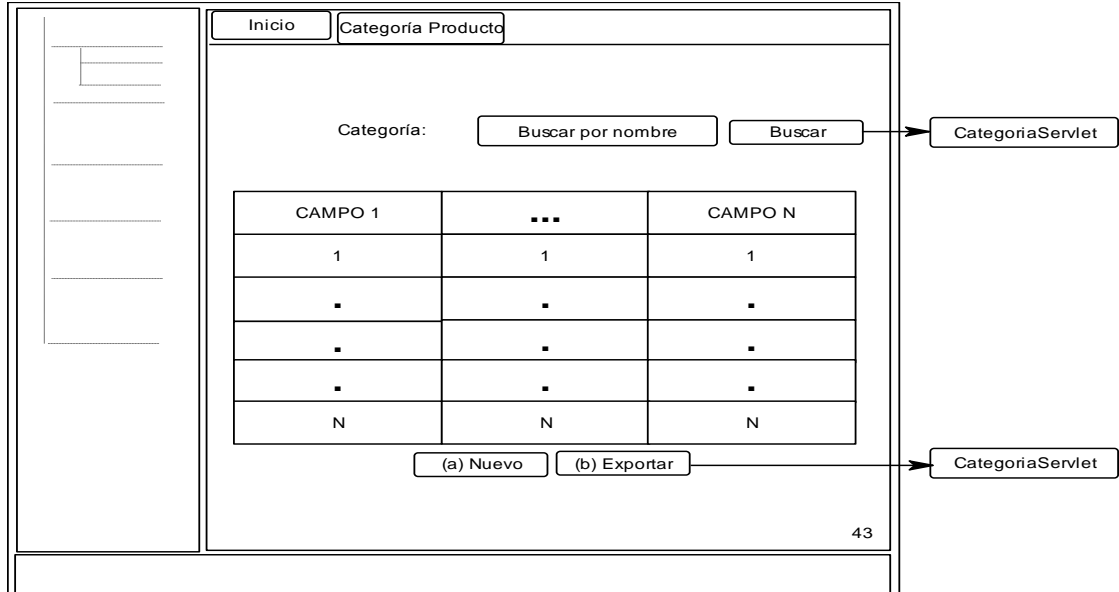 Inicio
Categoría Producto
Categoría:
Buscar por nombre
Buscar
CategoriaServlet
CAMPO 1
...
CAMPO N
1
1
1
.
.
.
.
.
.
.
.
.
N
N
N
(a) Nuevo
(b) Exportar
CategoriaServlet
43